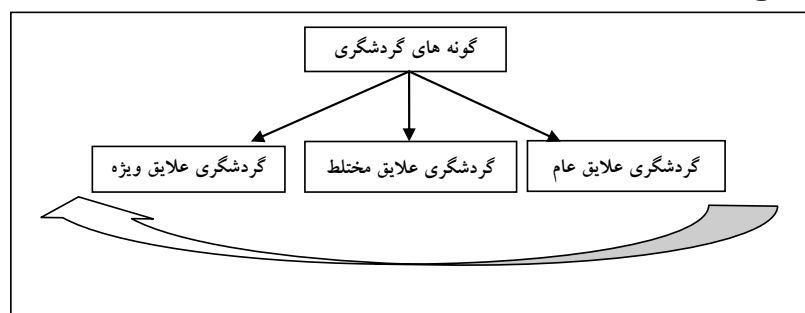 گونه های گردشگری
گردشگری علایق عام
گردشگری علایق مختلط
گردشگری علایق ویژه